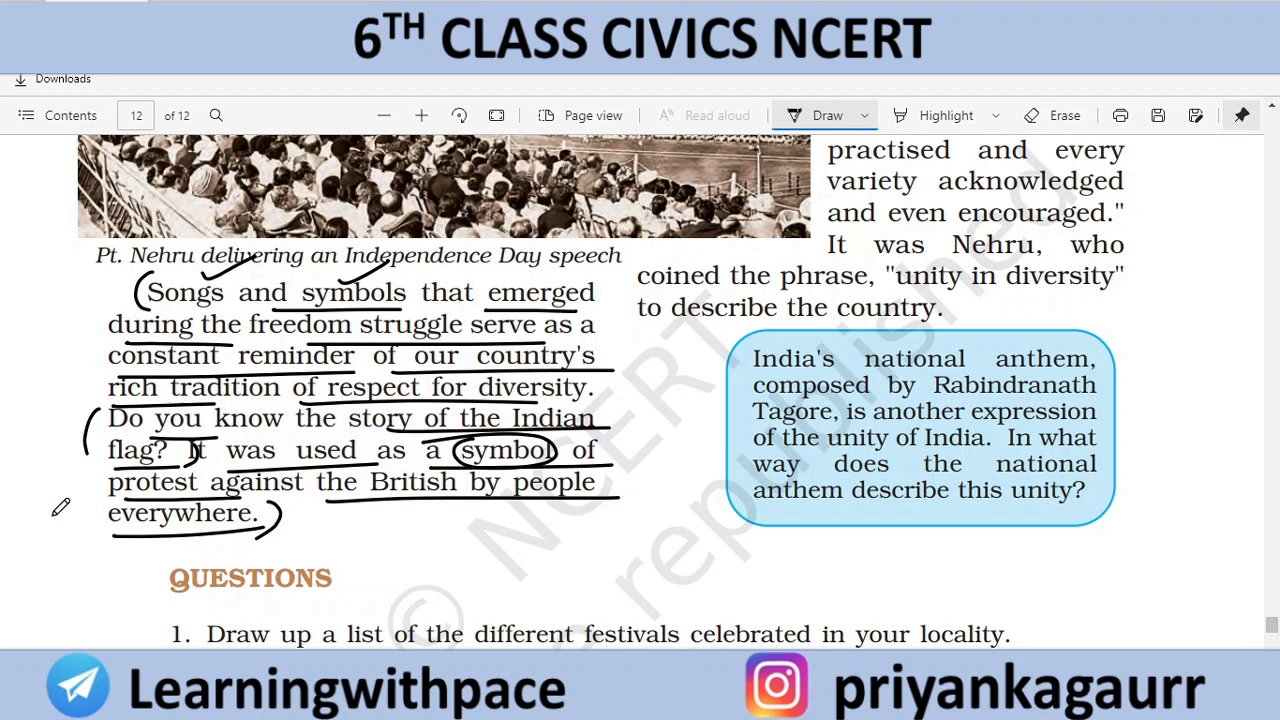 6TH CLASS CIVICS NCERT
Downloads
Contents
12 of 12
Page view
Read aloud
Draw
Highlight
Erase
Pt. Nehru delivering an Independence Day speech
Songs and symbols that emerged
during the freedom struggle serve as a
constant reminder of our country's
rich tradition of respect for diversity.
Do you know the story of the Indian
flag? It was used as a symbol of
protest against the British by people
everywhere.
practised and every
variety acknowledged
and even encouraged."
It was Nehru, who
coined the phrase, "unity in diversity"
to describe the country.
India's national anthem,
composed by Rabindranath
Tagore, is another expression
of the unity of India. In what
way does the national
anthem describe this unity?
© NCERT
republished
QUESTIONS
1. Draw up a list of the different festivals celebrated in your locality.
Learningwithpace
priyankagaurr